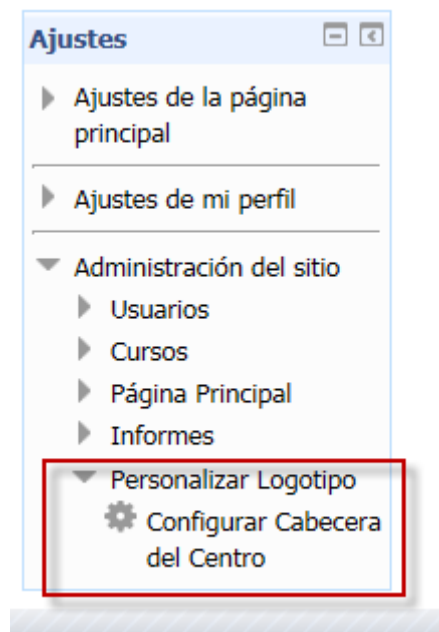 Ajustes
Ajustes de la página
principal
Ajustes de mi perfil
Administración del sitio
Usuarios
Cursos
Página Principal
Informes
Personalizar Logotipo
Configurar Cabecera
del Centro